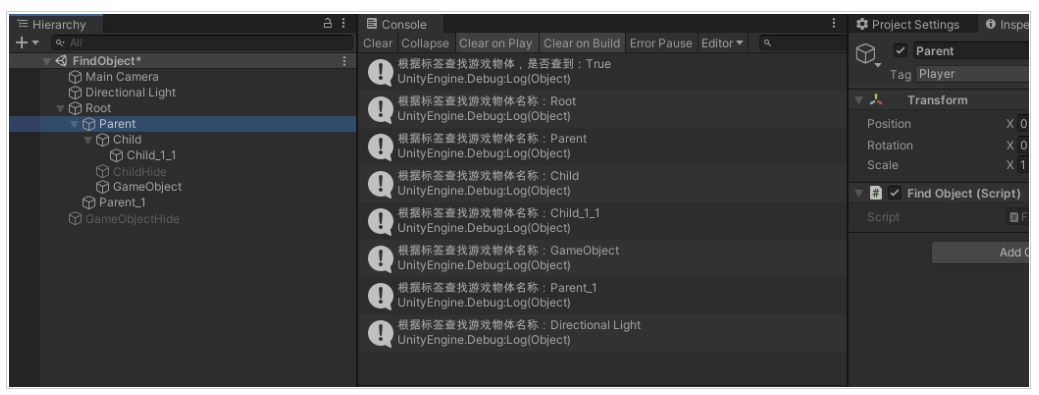 Hierarchy
All
FindObject*
Main Camera
Directional Light
Root
Parent
Child
Child_1_1
ChildHide
GameObject
Parent_1
GameObjectHide
Console
Clear Collapse Clear on Play Clear on Build Error Pause Editor
根据标签查找游戏物体，是否查到：True
UnityEngine.Debug:Log(Object)
根据标签查找游戏物体名称：Root
UnityEngine.Debug:Log(Object)
根据标签查找游戏物体名称：Parent
UnityEngine.Debug:Log(Object)
根据标签查找游戏物体名称：Child
UnityEngine.Debug:Log(Object)
根据标签查找游戏物体名称：Child_1_1
UnityEngine.Debug:Log(Object)
根据标签查找游戏物体名称：GameObject
UnityEngine.Debug:Log(Object)
根据标签查找游戏物体名称：Parent_1
UnityEngine.Debug:Log(Object)
根据标签查找游戏物体名称：Directional Light
UnityEngine.Debug:Log(Object)
Project Settings Inspe
Parent
Tag Player
Transform
Position X 0
Rotation X 0
Scale X 1
# Find Object (Script)
Script F
Add